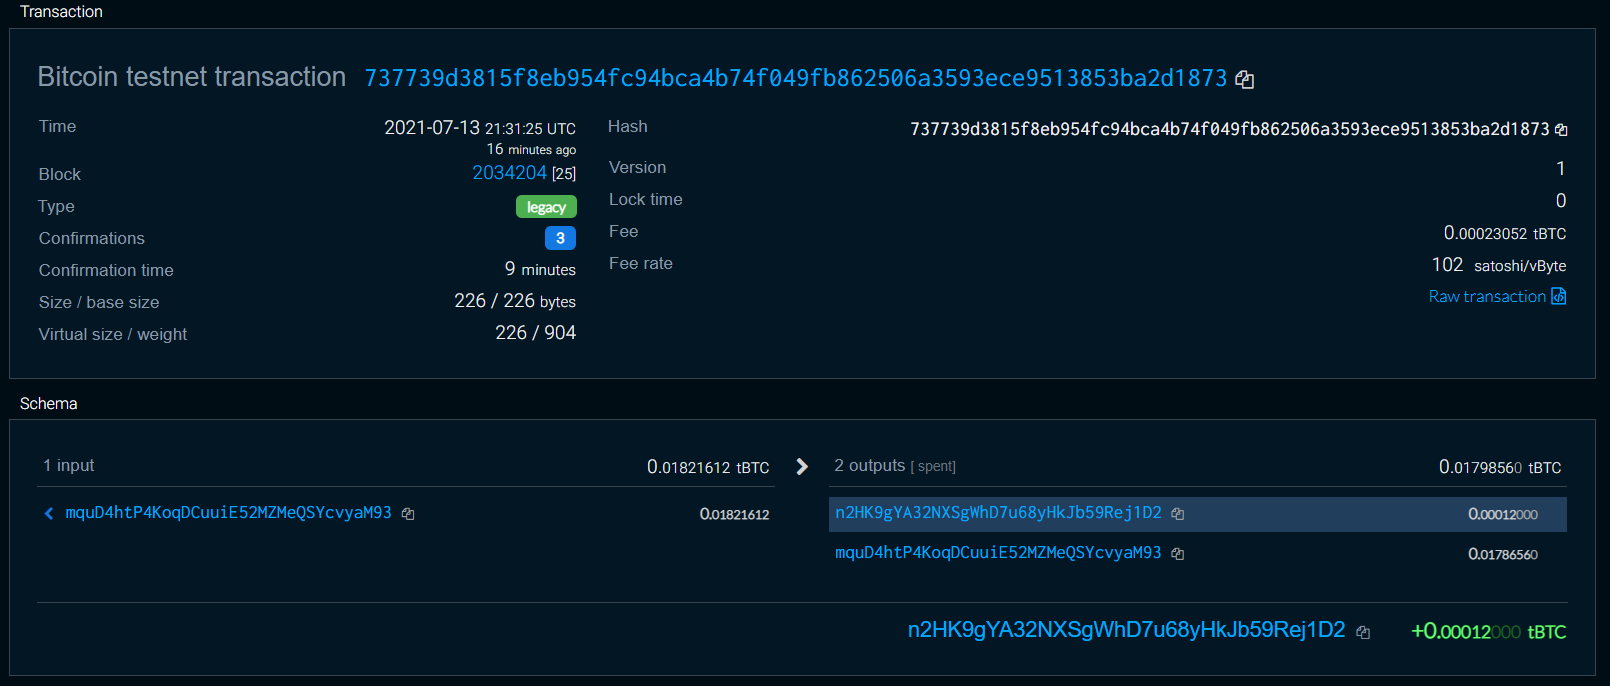 Transaction
Bitcoin testnet transaction 737739d3815f8eb954fc94bca4b74f049fb862506a3593ece9513853ba2d1873
Time 2021-07-13 21:31:25 UTC
16 minutes ago
Block 2034204 [25]
Type legacy
Confirmations 3
Confirmation time 9 minutes
Size / base size 226 / 226 bytes
Virtual size / weight 226 / 904
Hash 737739d3815f8eb954fc94bca4b74f049fb862506a3593ece9513853ba2d1873
Version 1
Lock time 0
Fee 0.00023052 tBTC
Fee rate 102 satoshi/vByte
Raw transaction
Schema
1 input 0.01821612 tBTC
mquD4htP4KoqDCuuiE52MZMeQSYcvyaM93 0.01821612
2 outputs [ spent] 0.01798560 tBTC
n2HK9gYA32NXSgWhD7u68yHkJb59Rej1D2 0.00012000
mquD4htP4KoqDCuuiE52MZMeQSYcvyaM93 0.01786560
n2HK9gYA32NXSgWhD7u68yHkJb59Rej1D2 +0.00012000 tBTC